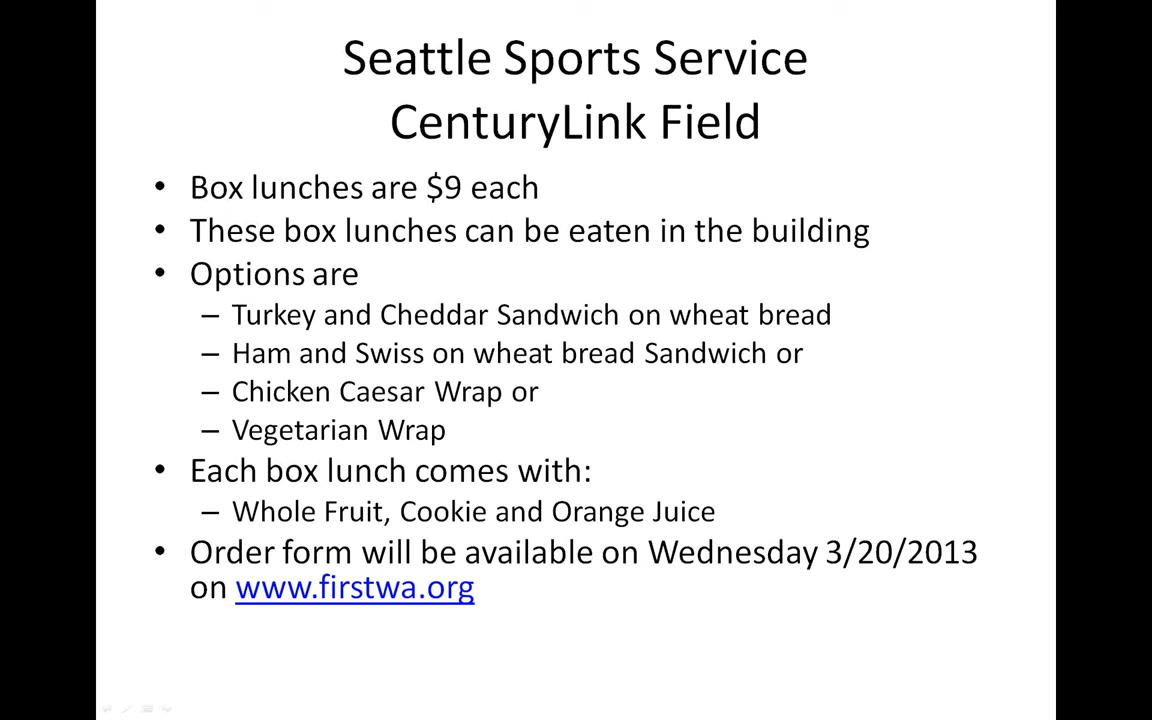 Seattle Sports Service
CenturyLink Field
• Box lunches are $9 each
• These box lunches can be eaten in the building
• Options are
– Turkey and Cheddar Sandwich on wheat bread
– Ham and Swiss on wheat bread Sandwich or
– Chicken Caesar Wrap or
– Vegetarian Wrap
• Each box lunch comes with:
– Whole Fruit, Cookie and Orange Juice
• Order form will be available on Wednesday 3/20/2013
on www.firstwa.org